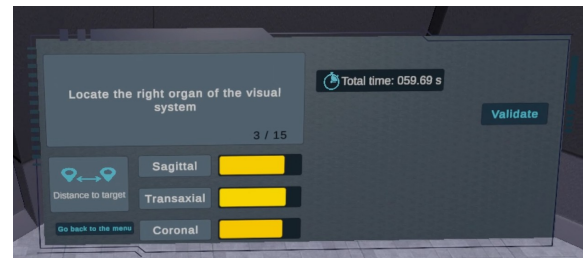 Locate the right organ of the visual
system
3 / 15
Total time: 059.69 s
Validate
Distance to target
Sagittal
Transaxial
Coronal
Go back to the menu